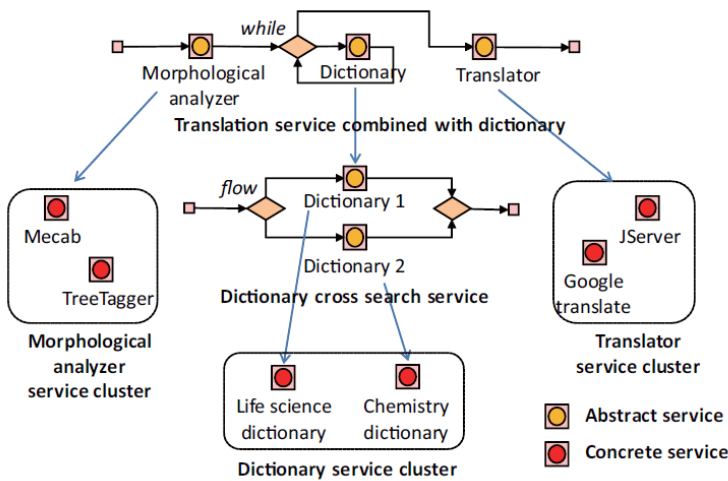 while
Morphological
analyzer
Dictionary
Translator
Translation service combined with dictionary
flow
Dictionary 1
Dictionary 2
Dictionary cross search service
Mecab
TreeTagger
Morphological
analyzer
service cluster
JServer
Google
translate
Translator
service cluster
Life science
dictionary
Chemistry
dictionary
Dictionary service cluster
Abstract service
Concrete service